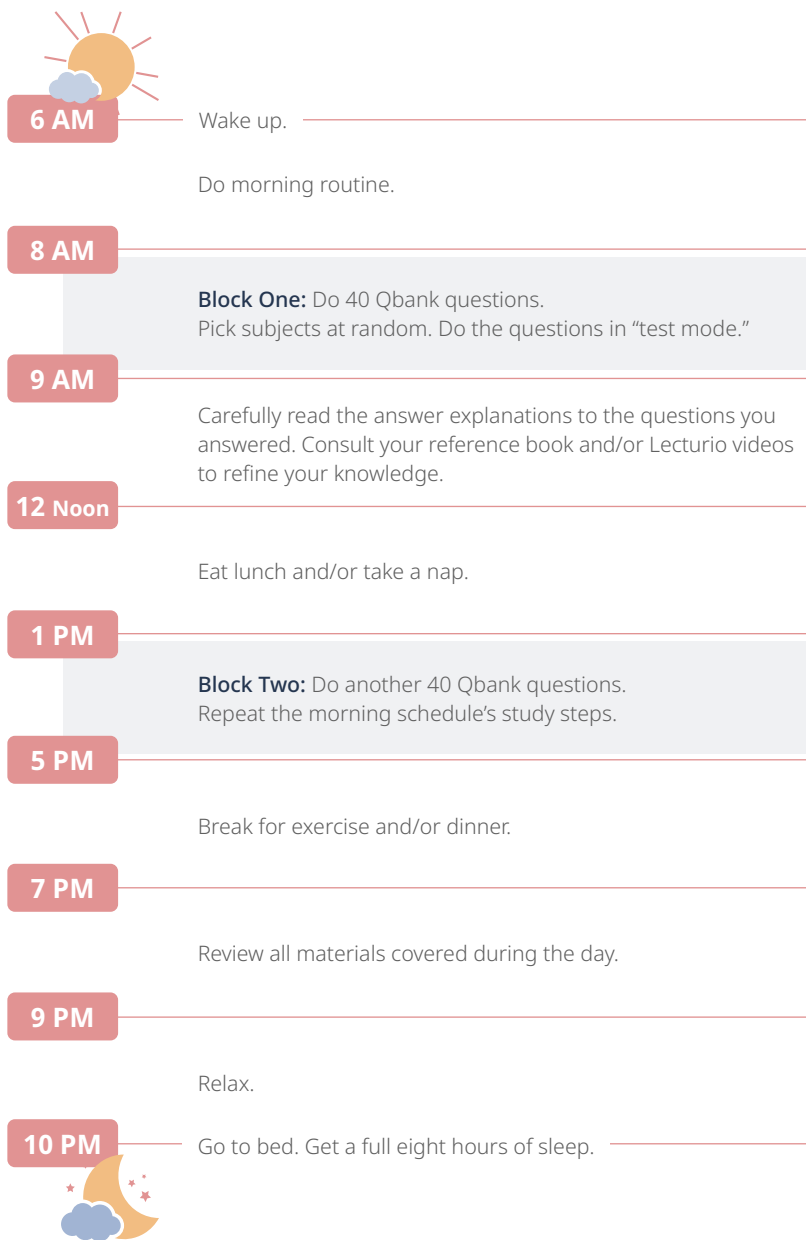 6 AM
Wake up.
Do morning routine.
8 AM
Block One: Do 40 Qbank questions.
Pick subjects at random. Do the questions in “test mode.”
9 AM
Carefully read the answer explanations to the questions you
answered. Consult your reference book and/or Lecturio videos
to refine your knowledge.
12 Noon
Eat lunch and/or take a nap.
1 PM
Block Two: Do another 40 Qbank questions.
Repeat the morning schedule’s study steps.
5 PM
Break for exercise and/or dinner.
7 PM
Review all materials covered during the day.
9 PM
Relax.
10 PM
Go to bed. Get a full eight hours of sleep.